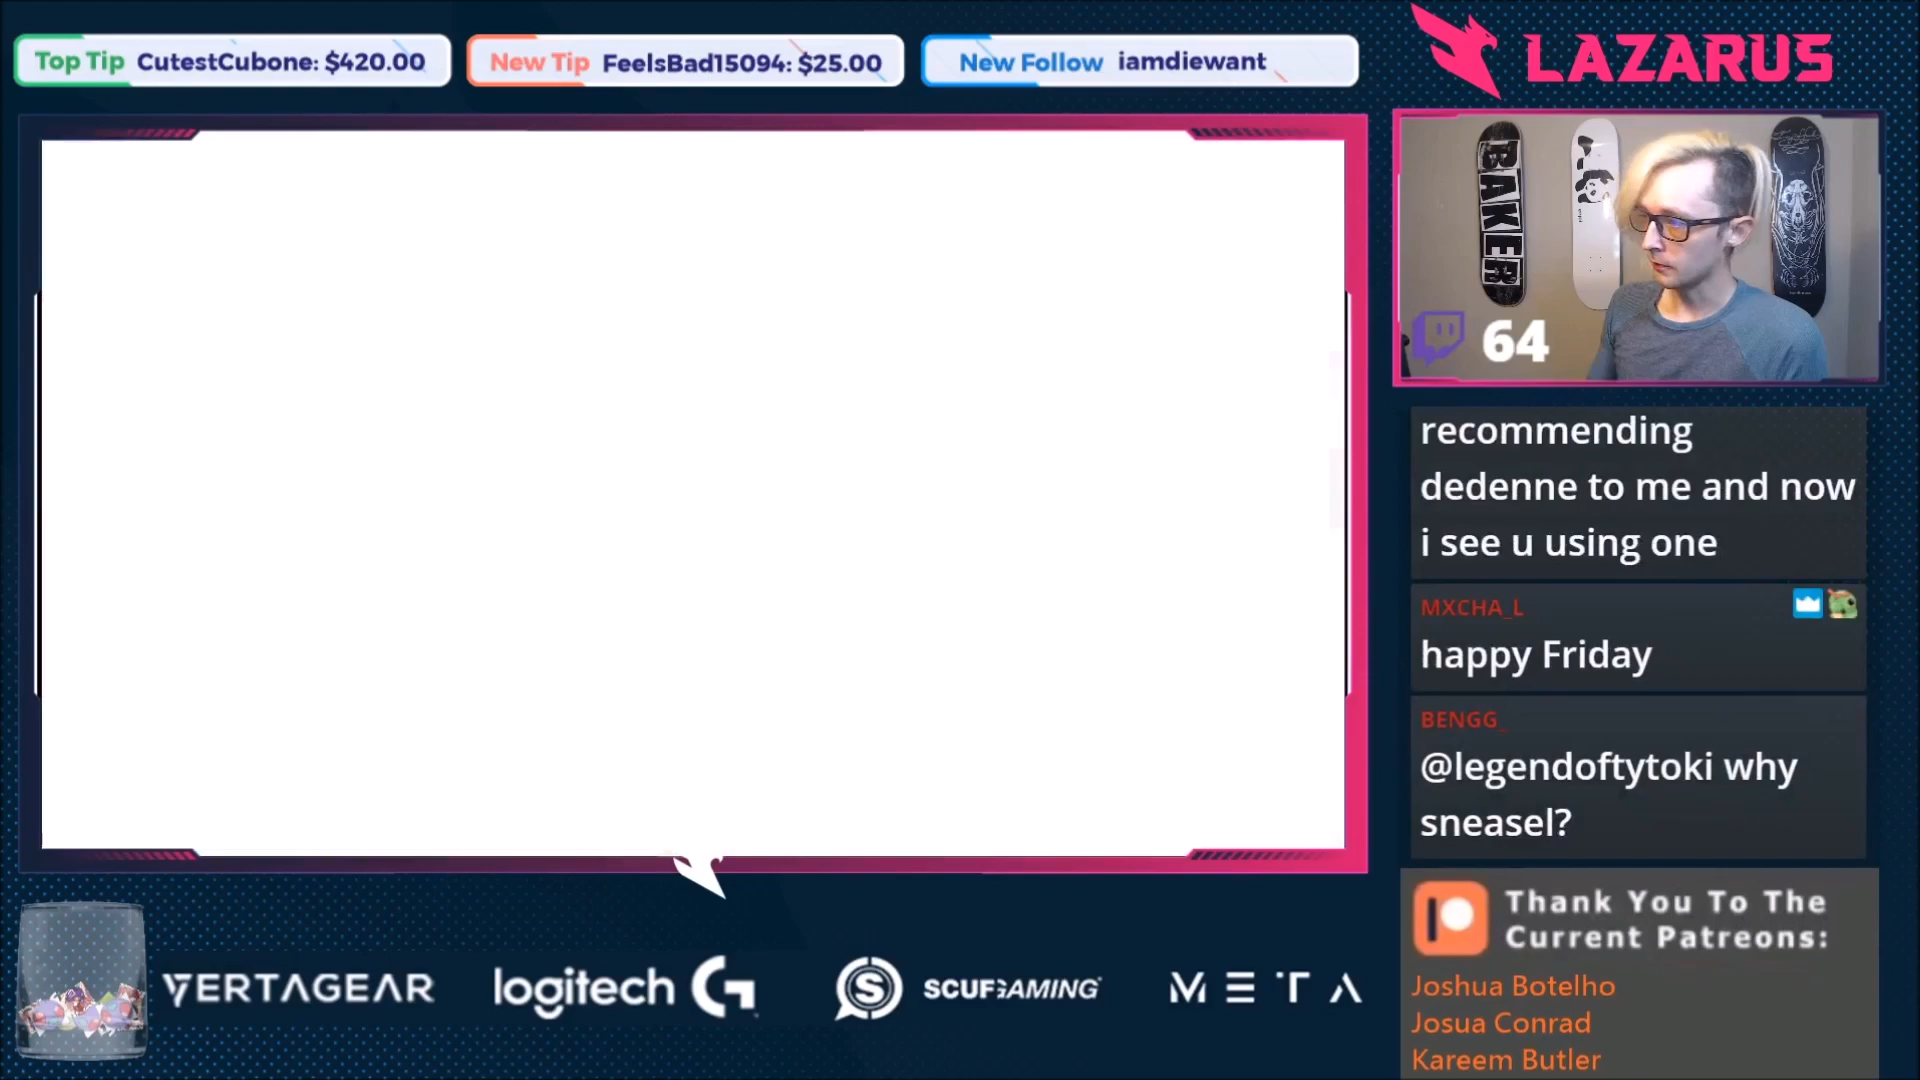 Top Tip CutestCubone: $420.00
New Tip FeelsBad15094: $25.00
New Follow iamdiewant
LAZARUS
BAKER
64
recommending
dedenne to me and now
i see u using one
MXCHA_L
happy Friday
BENGG_
@legendoftytoki why
sneasel?
Thank You To The
Current Patreons:
Joshua Botelho
Josua Conrad
Kareem Butler
VERTAGEAR
logitech G
S SCUF GAMING
META